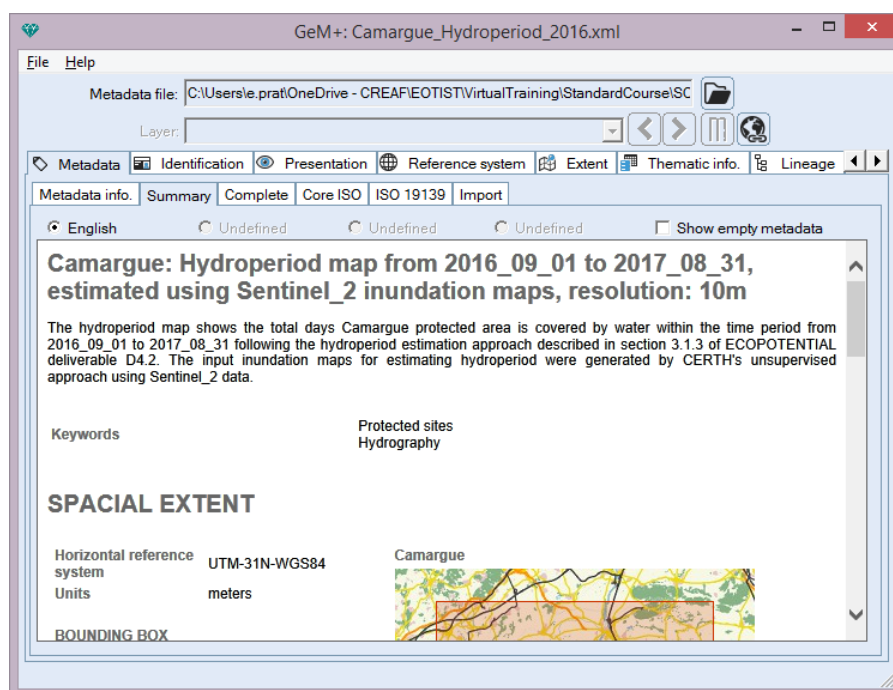 GeM+: Camargue_Hydroperiod_2016.xml
File Help
Metadata file: C:\Users\e.prat\OneDrive - CREAF\EOTIST\VirtualTraining\StandardCourse\SC
Layer:
Metadata Identification Presentation Reference system Extent Thematic info. Lineage
Metadata info. Summary Complete Core ISO ISO 19139 Import
English Undefined Undefined Undefined Show empty metadata
Camargue: Hydroperiod map from 2016_09_01 to 2017_08_31,
estimated using Sentinel_2 inundation maps, resolution: 10m
The hydroperiod map shows the total days Camargue protected area is covered by water within the time period from
2016_09_01 to 2017_08_31 following the hydroperiod estimation approach described in section 3.1.3 of ECOPOTENTIAL
deliverable D4.2. The input inundation maps for estimating hydroperiod were generated by CERTH's unsupervised
approach using Sentinel_2 data.
Keywords
Protected sites
Hydrography
SPACIAL EXTENT
Horizontal reference
system
UTM-31N-WGS84
Units meters
BOUNDING BOX
Camargue